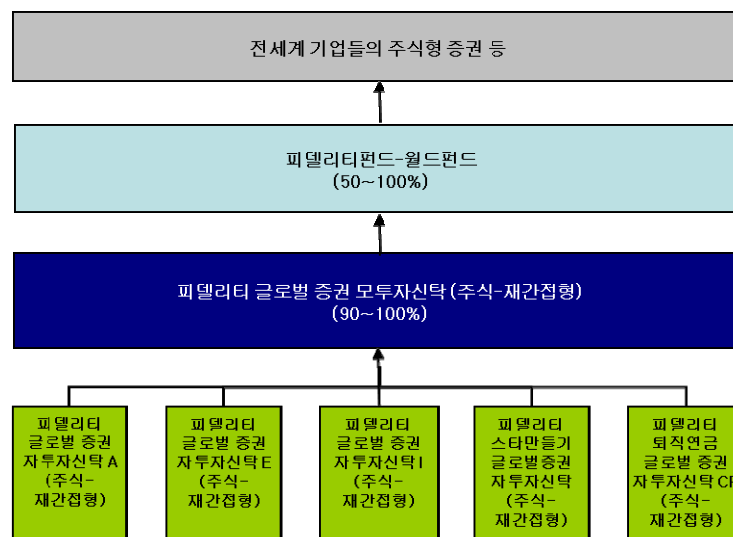 전세계 기업들의 주식형 증권 등
피델리티펀드-월드펀드
(50~100%)
피델리티 글로벌 증권 모투자신탁(주식-재간접형)
(90~100%)
피델리티
글로벌 증권
자투자신탁 A
(주식-
재간접형)
피델리티
글로벌 증권
자투자신탁 E
(주식-
재간접형)
피델리티
글로벌 증권
자투자신탁 I
(주식-
재간접형)
피델리티
스타만들기
글로벌증권
자투자신탁
(주식-
재간접형)
피델리티
퇴직연금
글로벌 증권
자투자신탁
(주식-
재간접형)